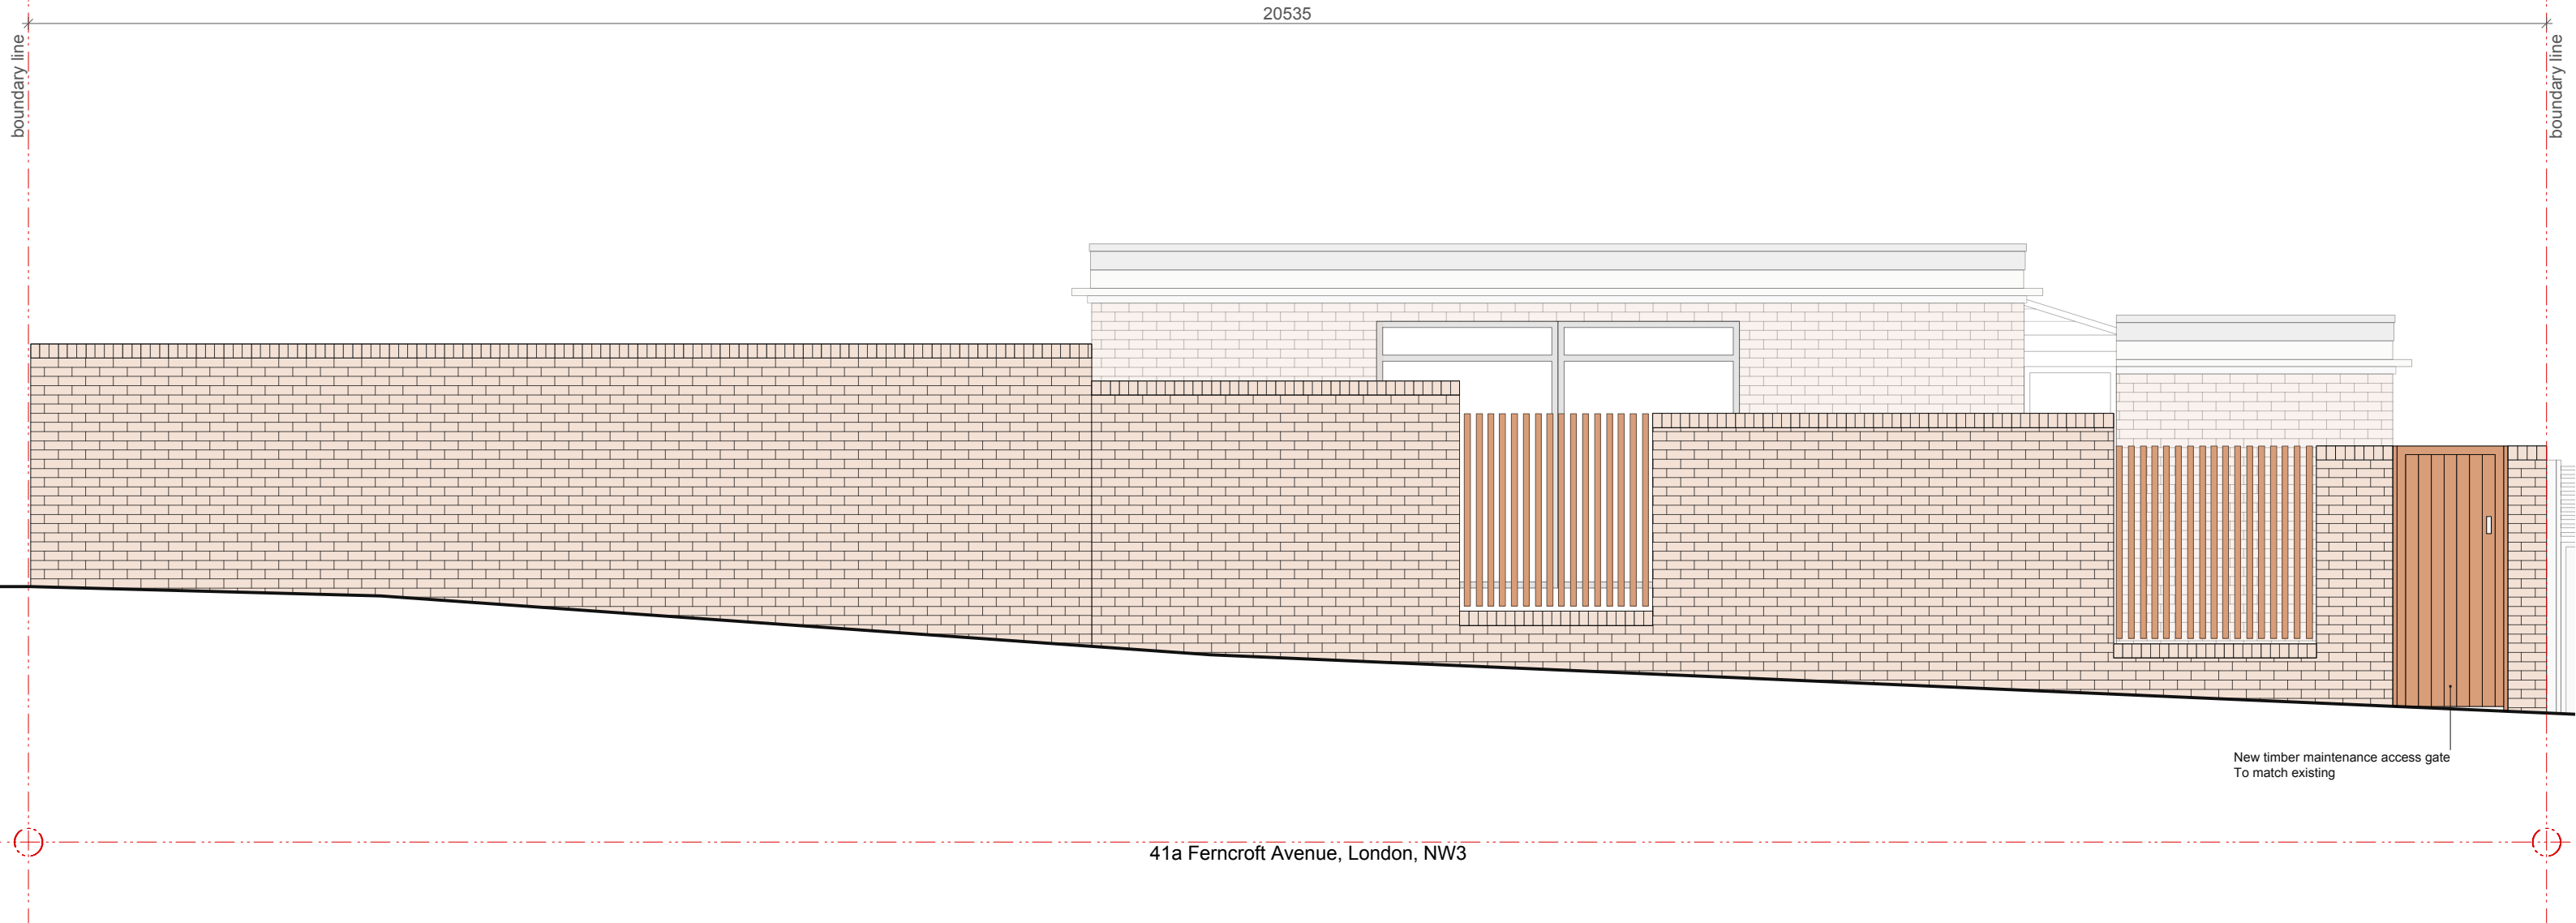 20535
boundary line
boundary line
New timber maintenance access gate
To match existing
41a Ferncroft Avenue, London, NW3